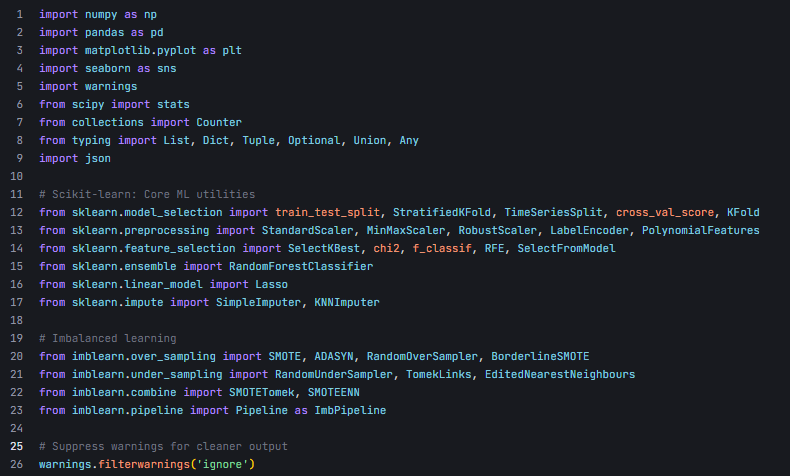 1 import numpy as np
2 import pandas as pd
3 import matplotlib.pyplot as plt
4 import seaborn as sns
5 import warnings
6 from scipy import stats
7 from collections import Counter
8 from typing import List, Dict, Tuple, Optional, Union, Any
9 import json
10
11 # Scikit-learn: Core ML utilities
12 from sklearn.model_selection import train_test_split, StratifiedKFold, TimeSeriesSplit, cross_val_score, KFold
13 from sklearn.preprocessing import StandardScaler, MinMaxScaler, RobustScaler, LabelEncoder, PolynomialFeatures
14 from sklearn.feature_selection import SelectKBest, chi2, f_classif, RFE, SelectFromModel
15 from sklearn.ensemble import RandomForestClassifier
16 from sklearn.linear_model import Lasso
17 from sklearn.impute import SimpleImputer, KNNImputer
18
19 # Imbalanced learning
20 from imblearn.over_sampling import SMOTE, ADASYN, RandomOverSampler, BorderlineSMOTE
21 from imblearn.under_sampling import RandomUnderSampler, TomekLinks, EditedNearestNeighbours
22 from imblearn.combine import SMOTETomek, SMOTEENN
23 from imblearn.pipeline import Pipeline as ImbPipeline
24
25 # Suppress warnings for cleaner output
26 warnings.filterwarnings('ignore')